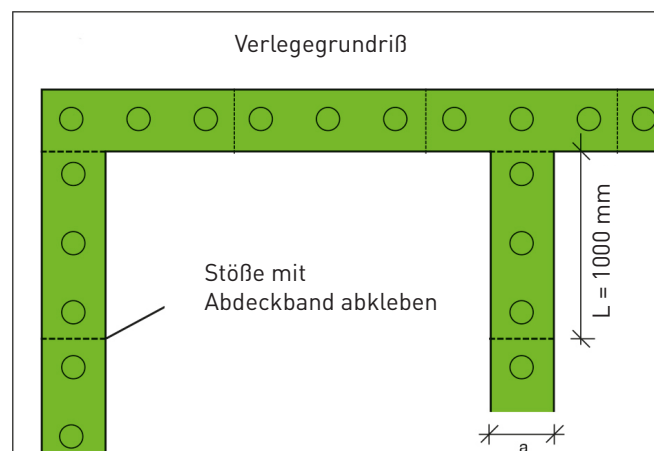 Verlegegrundriß
Stöße mit
Abdeckband abkleben
L = 1000 mm
a